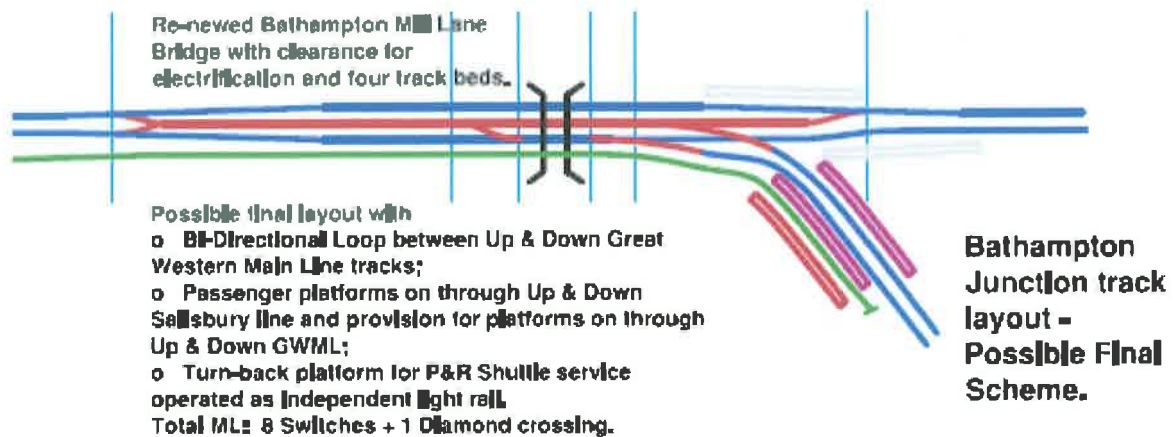 Re-newed Bathampton Mill Lane
Bridge with clearance for
electrification and four track beds.
Possible final layout with
o Bi-Directional Loop between Up & Down Great
Western Main Line tracks;
o Passenger platforms on through Up & Down
Salisbury line and provision for platforms on through
Up & Down GWML;
o Turn-back platform for P&R Shuttle service
operated as independent light rail.
Total ML: 8 Switches + 1 Diamond crossing.
Bathampton
Junction track
layout -
Possible Final
Scheme.